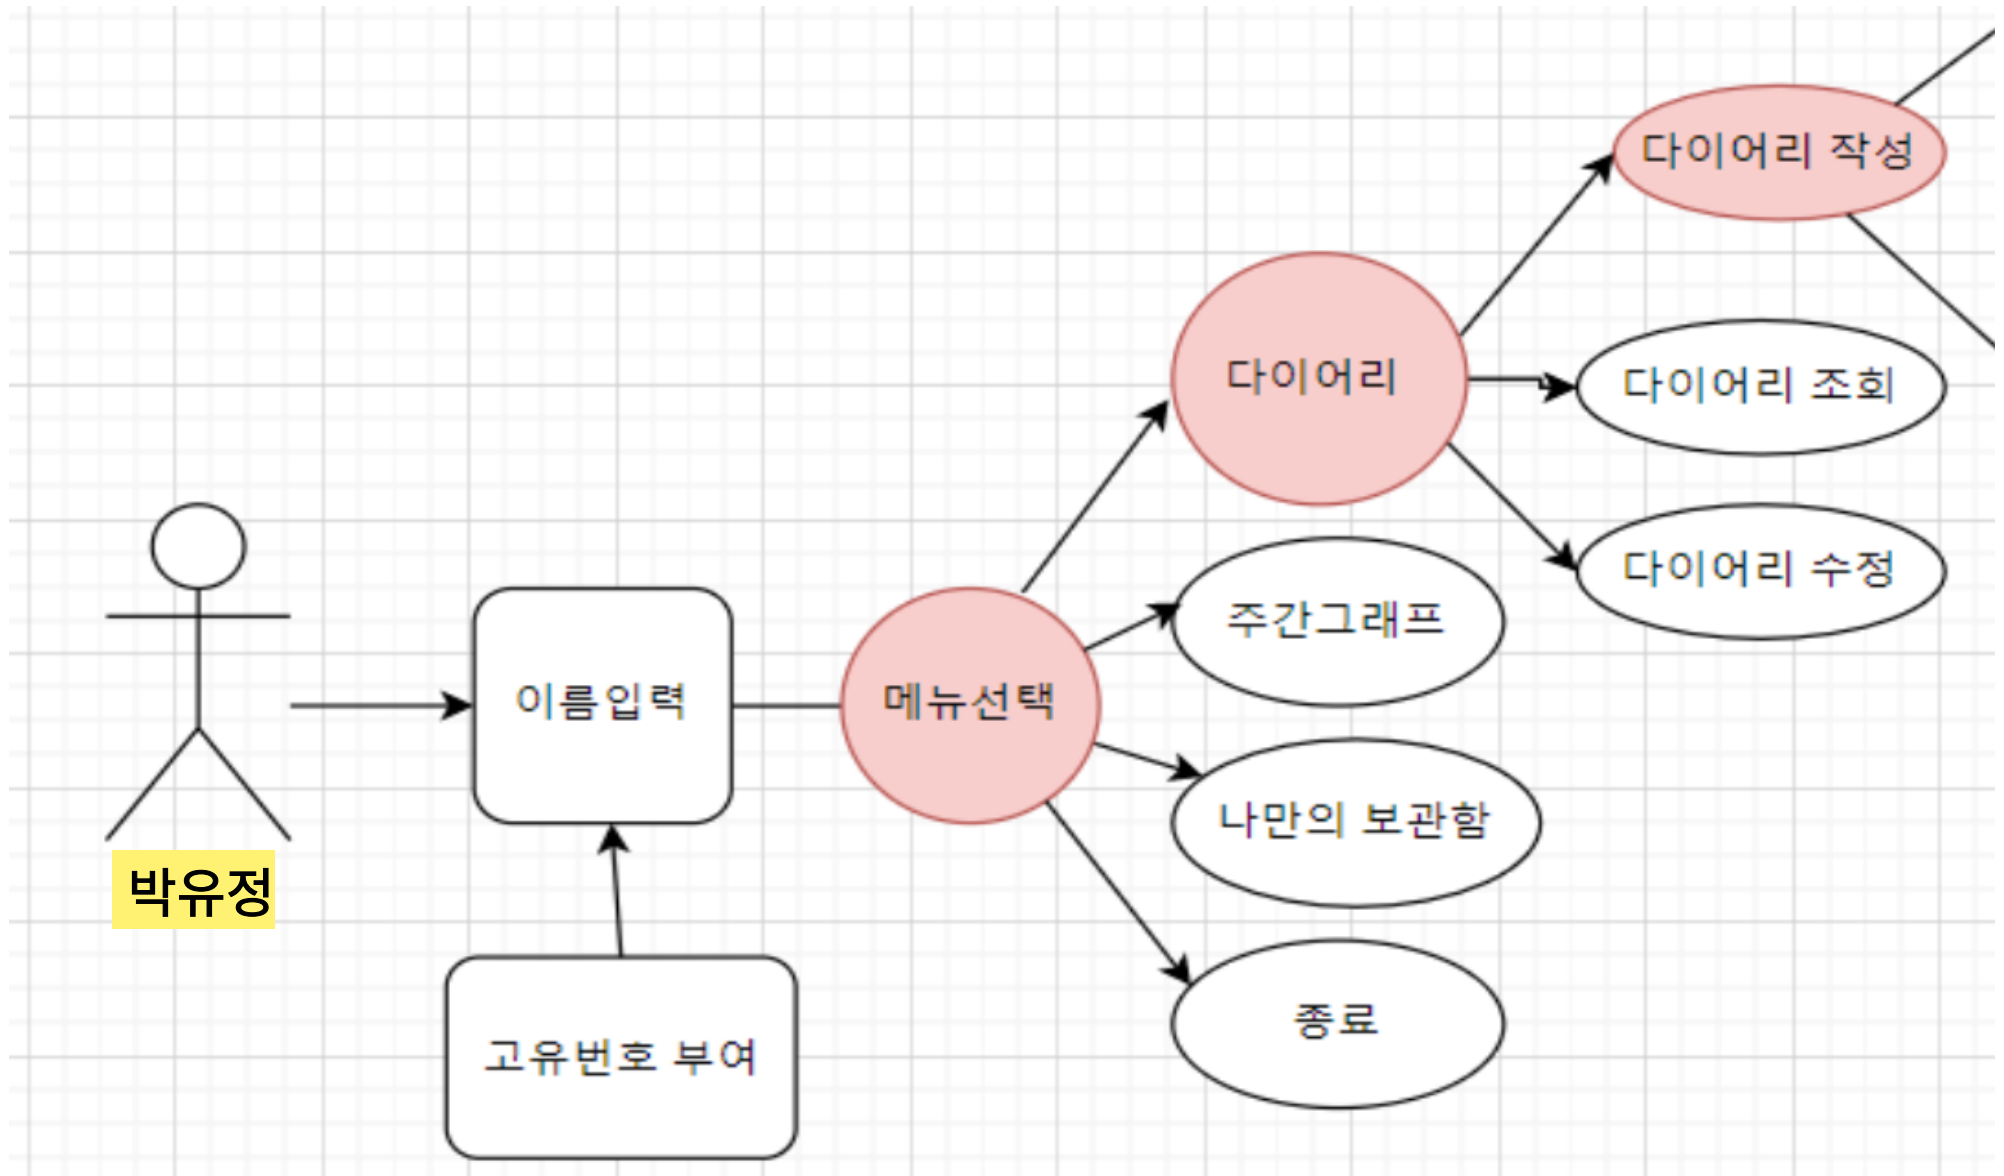 다이어리 작성
다이어리
다이어리 조회
다이어리 수정
주간그래프
이름입력
메뉴선택
나만의 보관함
박유정
종료
고유번호 부여